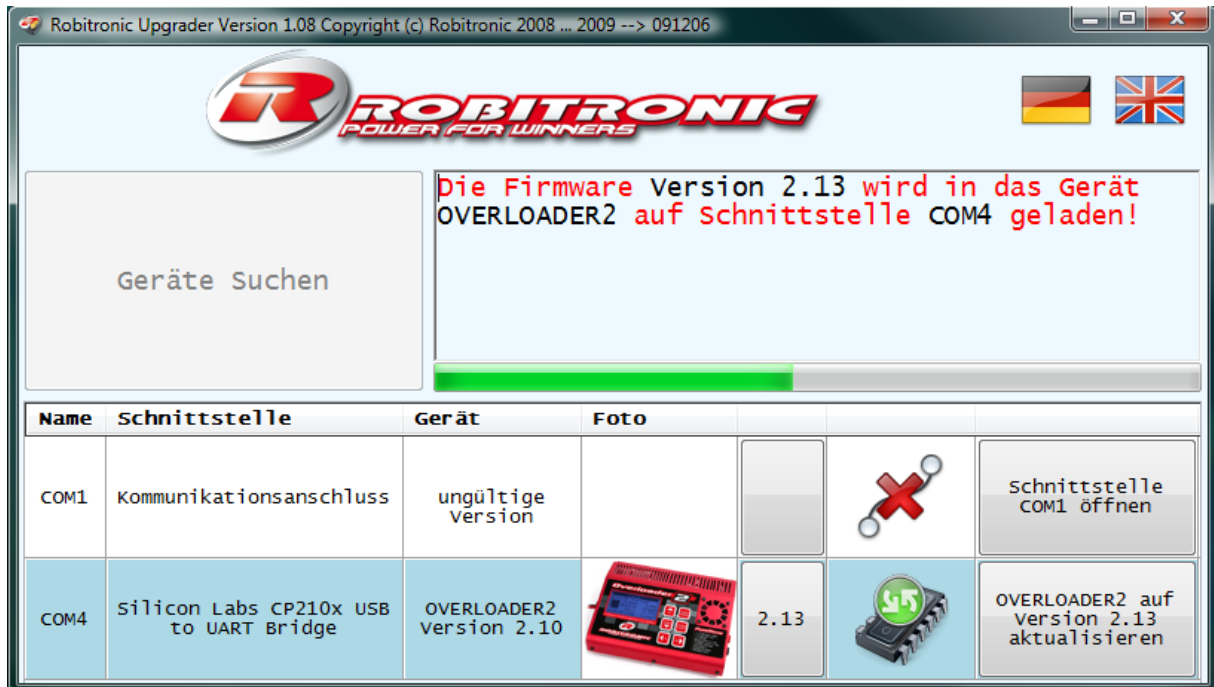 Robitronic Upgrader Version 1.08 Copyright (c) Robitronic 2008 ... 2009 --> 091206
ROBITRONIC
POWER FOR WINNERS
Geräte Suchen
Die Firmware Version 2.13 wird in das Gerät
OVERLOADER2 auf Schnittstelle COM4 geladen!
Name Schnittstelle Gerät Foto
COM1 Kommunikationsanschluss
ungültige
Version
Schnittstelle
COM1 öffnen
COM4
Silicon Labs CP210x USB
to UART Bridge
OVERLOADER2
Version 2.10
Overloader 2
2.13
OVERLOADER2 auf
Version 2.13
aktualisieren